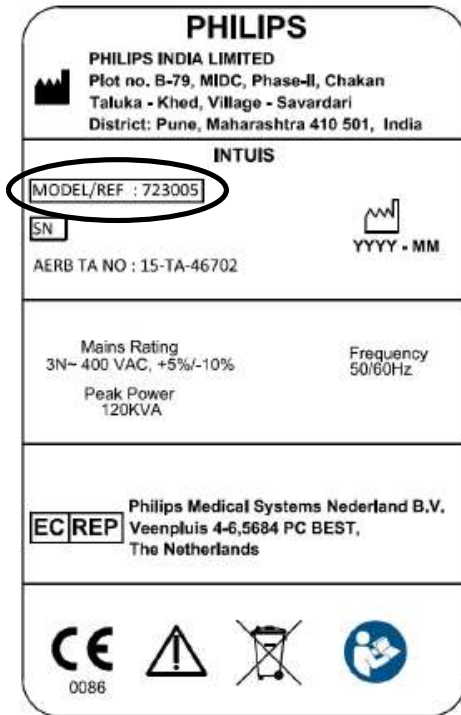 PHILIPS
PHILIPS INDIA LIMITED
Plot no. B-79, MIDC, Phase-II, Chakan
Taluka - Khed, Village - Savardari
District: Pune, Maharashtra 410 501, India
INTUIS
MODEL/REF : 723005
SN
YYYY - MM
AERB TA NO : 15-TA-46702
Mains Rating
3N~ 400 VAC, +5%/-10%
Frequency
50/60Hz
Peak Power
120KVA
EC REP
Philips Medical Systems Nederland B.V.
Veenpluis 4-6,5684 PC BEST,
The Netherlands
CE
0086